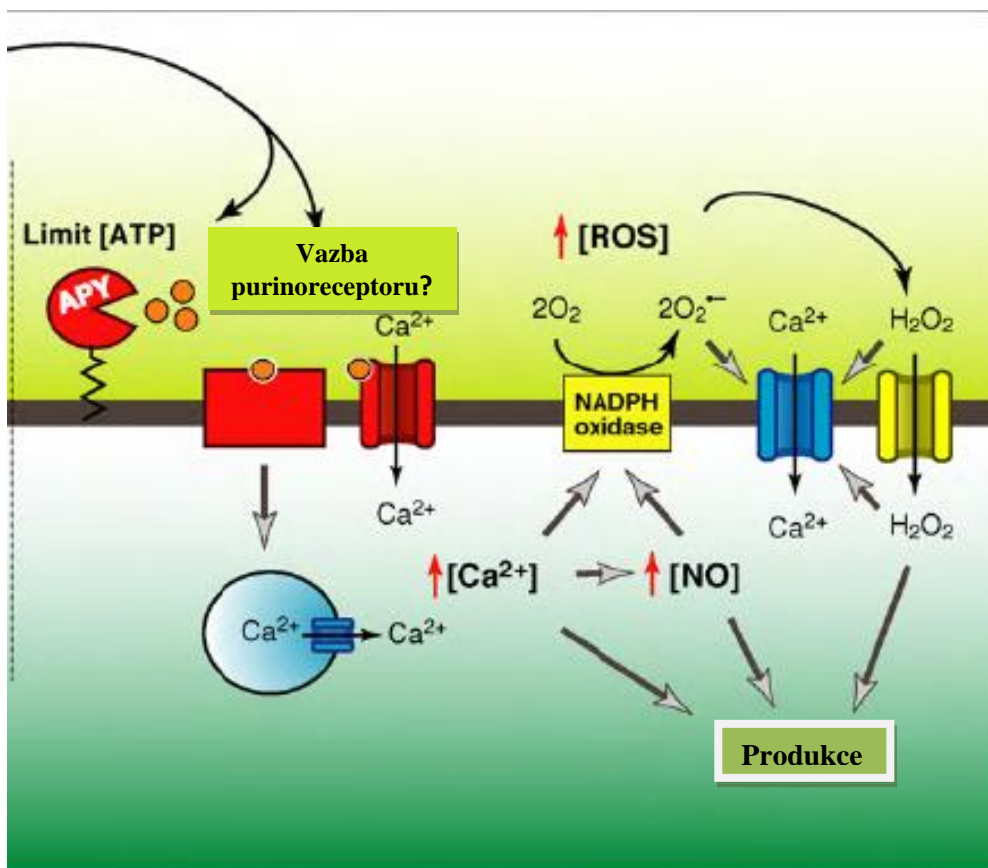 Limit [ATP]
APY
Vazba
purinoreceptoru?
Ca²⁺
Ca²⁺
Ca²⁺
Ca²⁺
[ROS]
2O₂
2O₂•−
NADPH
oxidase
Ca²⁺
H₂O₂
Ca²⁺
H₂O₂
[Ca²⁺]
[NO]
Produkce